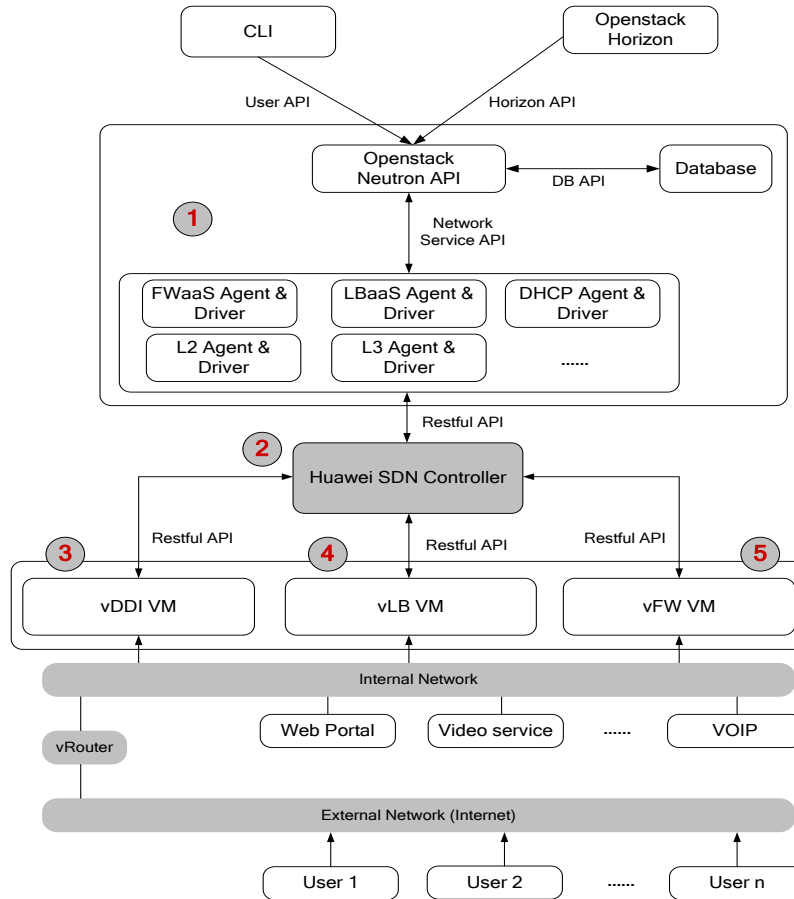 CLI
Openstack
Horizon
User API
Horizon API
Openstack
Neutron API
DB API
Database
1
Network
Service API
FWaaS Agent &
Driver
LBaaS Agent &
Driver
DHCP Agent &
Driver
L2 Agent &
Driver
L3 Agent &
Driver
......
Restful API
2
Huawei SDN Controller
Restful API
Restful API
Restful API
3
4
5
vDDI VM
vLB VM
vFW VM
Internal Network
Web Portal
Video service
......
VOIP
vRouter
External Network (Internet)
User 1
User 2
......
User n